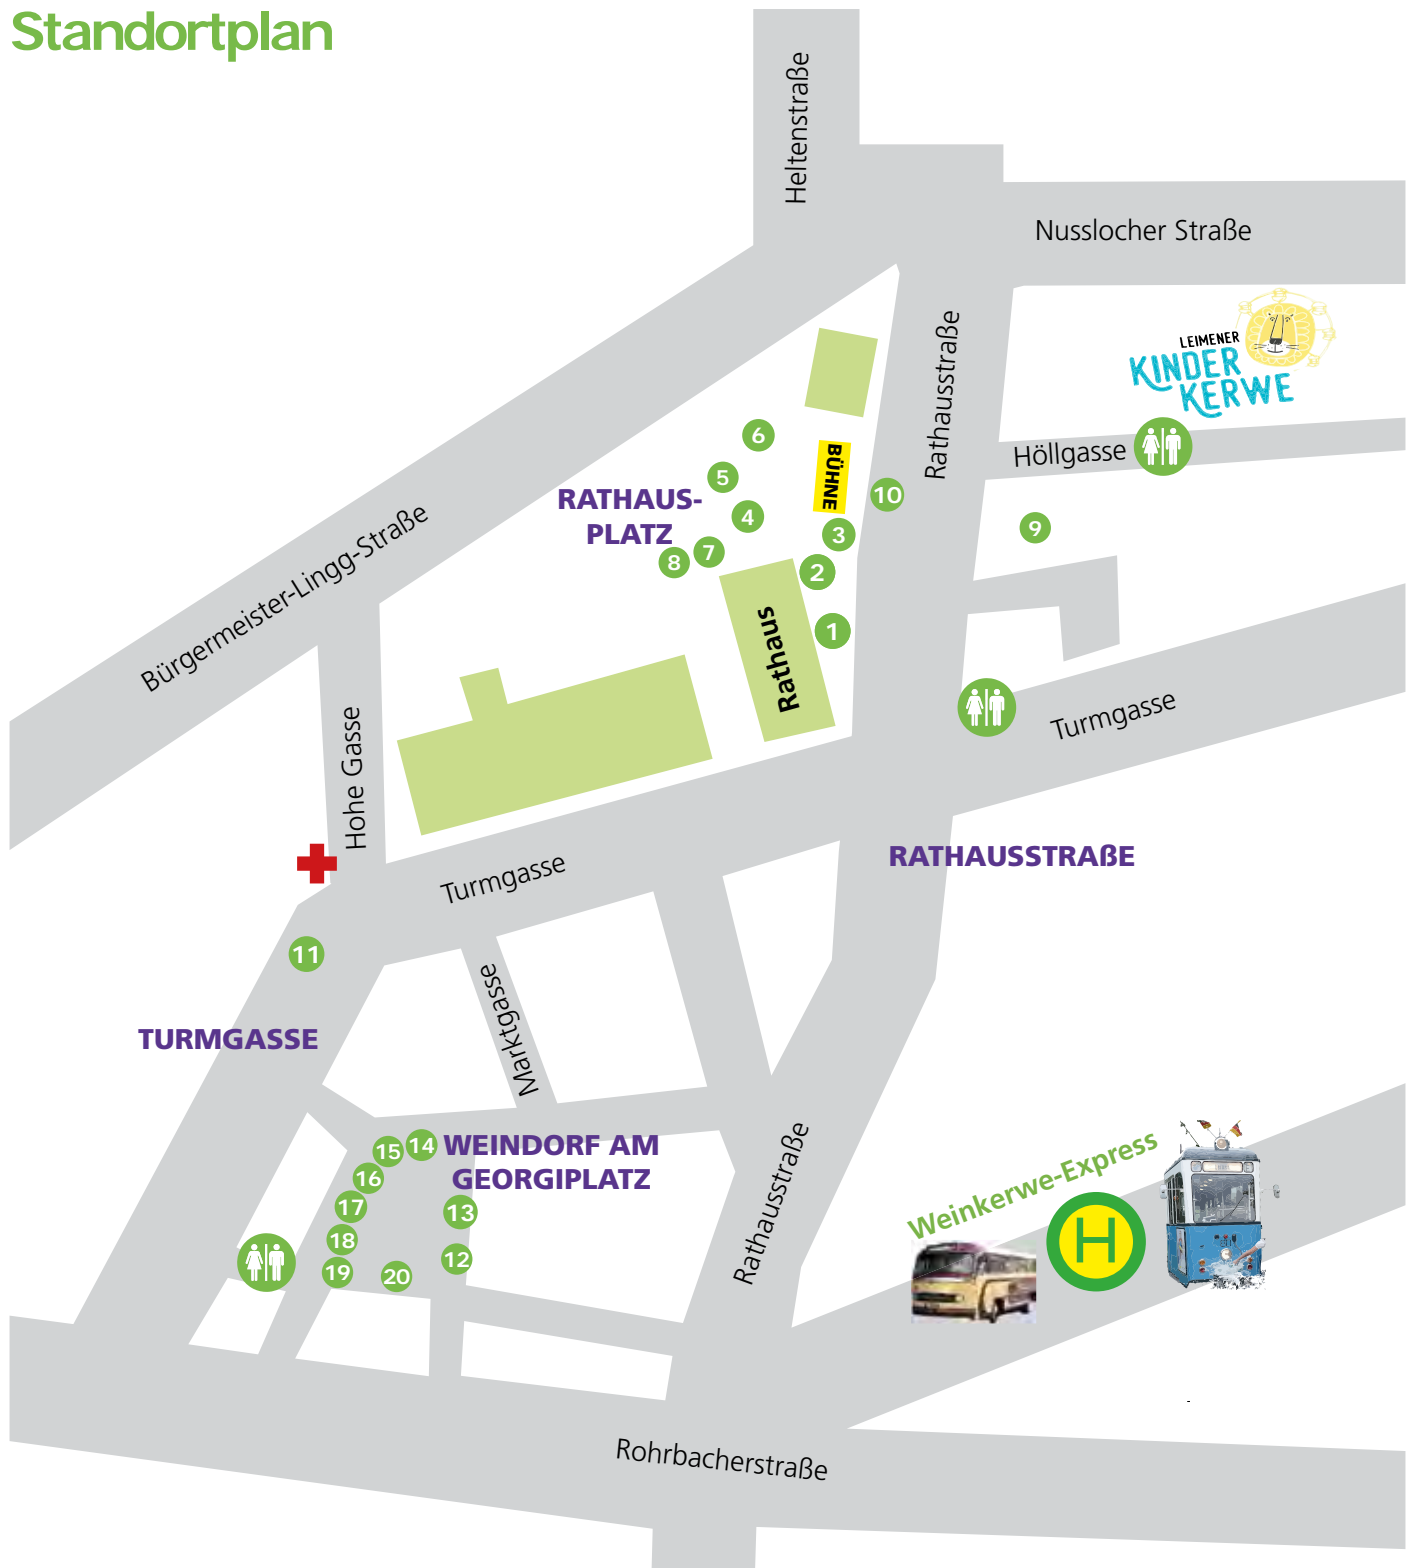 Standortplan
Heltenstraße
Nusslocher Straße
Rathausstraße
LEIMENER
KINDER
KERWE
Höllgasse
6
BÜHNE
5
10
RATHAUS-
PLATZ
4
3
9
7
8
2
Bürgermeister-Lingg-Straße
1
Rathaus
Hohe Gasse
Turmgasse
RATHAUSSTRAßE
Turmgasse
11
Marktgasse
TURMGASSE
15
14
WEINDORF AM
GEORGIPLATZ
16
17
13
18
12
19
20
Rathausstraße
Weinkerwe-Express
H
Rohrbacherstraße